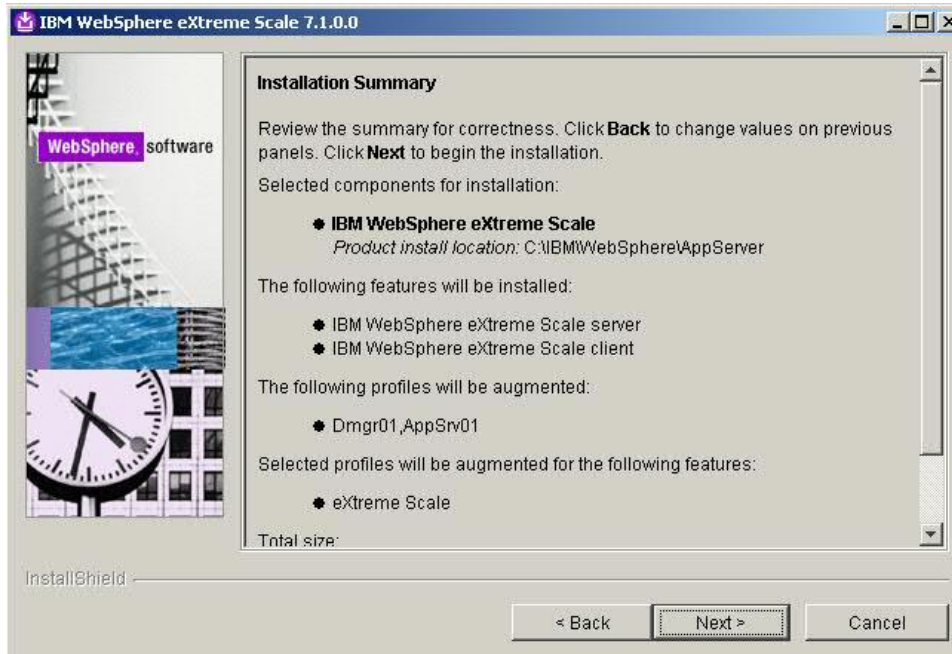 IBM WebSphere eXtreme Scale 7.1.0.0
WebSphere. software
Installation Summary
Review the summary for correctness. Click Back to change values on previous
panels. Click Next to begin the installation.
Selected components for installation:
IBM WebSphere eXtreme Scale
Product install location: C:\IBM\WebSphere\AppServer
The following features will be installed:
IBM WebSphere eXtreme Scale server
IBM WebSphere eXtreme Scale client
The following profiles will be augmented:
Dmgr01,AppSrv01
Selected profiles will be augmented for the following features:
eXtreme Scale
Total size:
InstallShield
< Back
Next >
Cancel